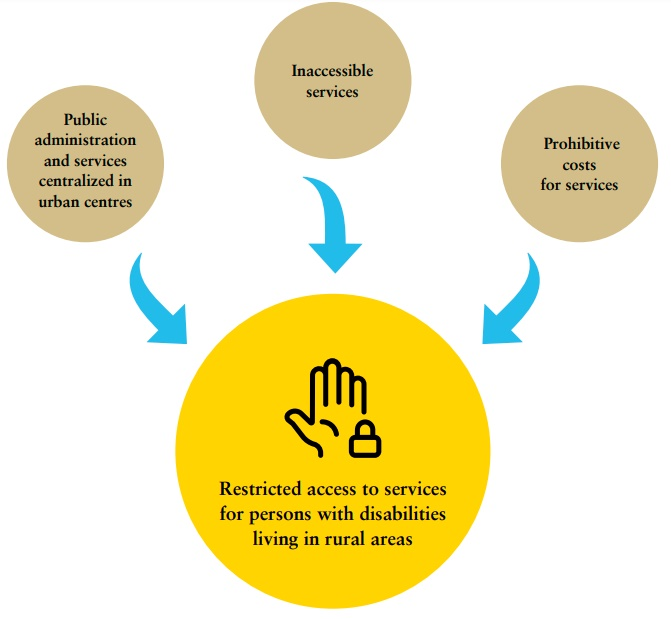 Public
administration
and services
centralized in
urban centres
Inaccessible
services
Prohibitive
costs
for services
Restricted access to services
for persons with disabilities
living in rural areas